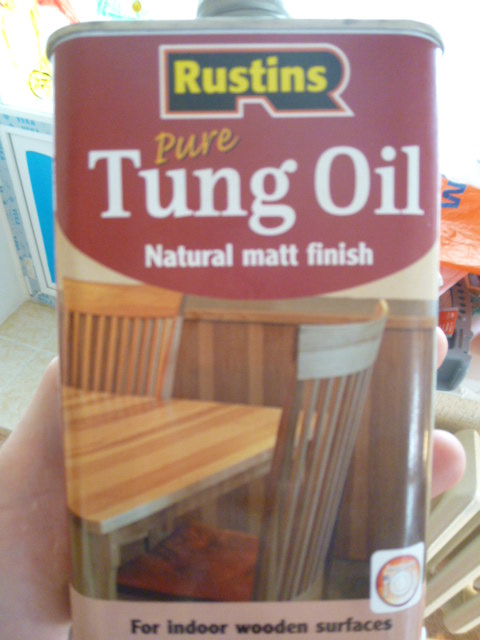 Rustins
Pure
Tung Oil
Natural matt finish
For indoor wooden surfaces